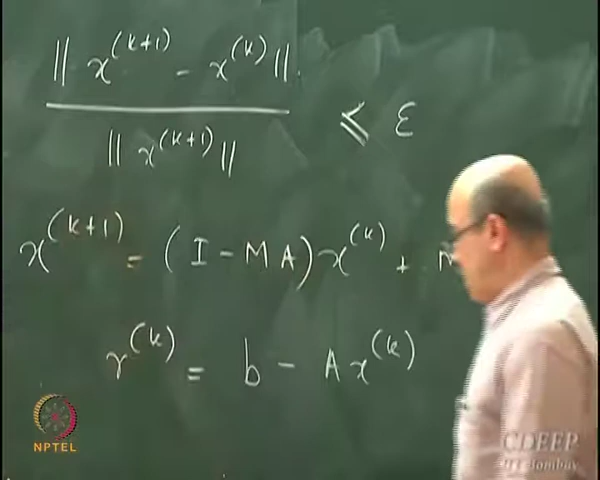 || x^(k+1) - x^(k) ||
|| x^(k+1) ||
≤ ε
x^(k+1) = (I - MA) x^(k) + M
r^(k) = b - A x^(k)
NPTEL
CDEEP
IIT Bombay